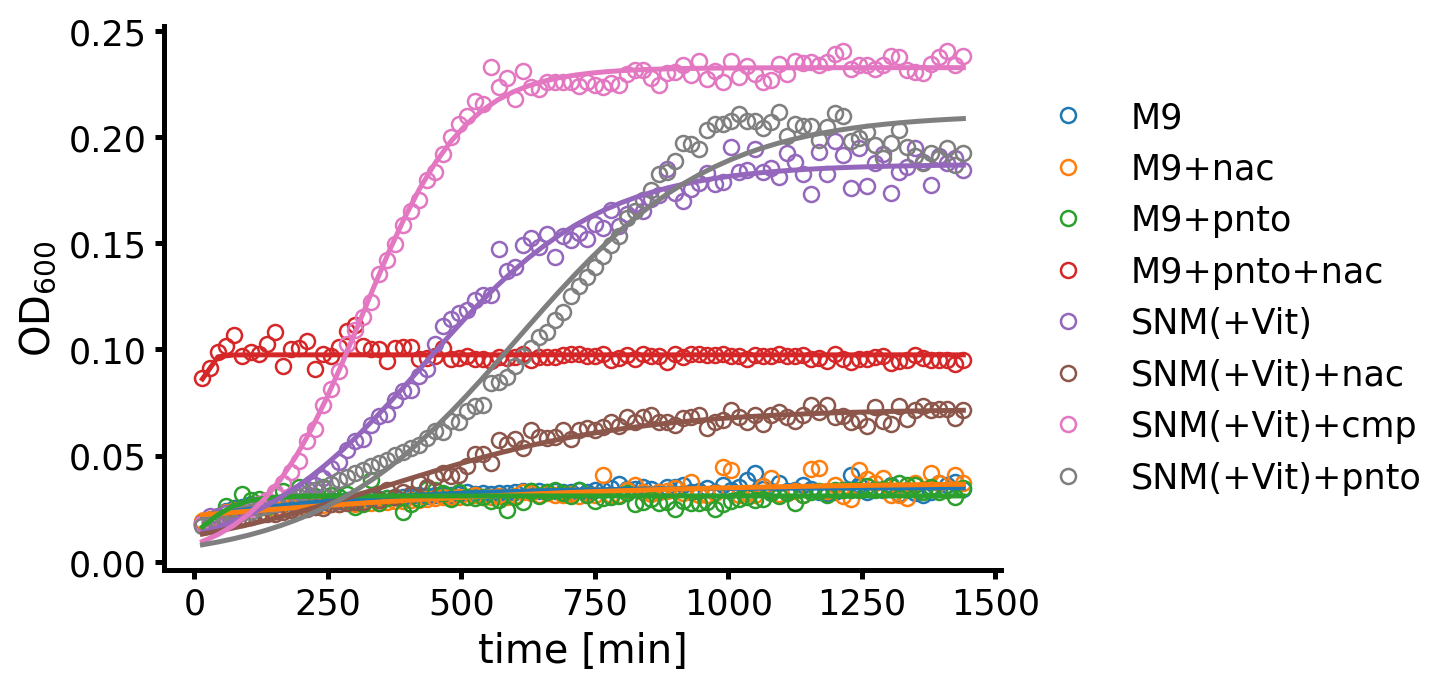 0.25
0.20
0.15
0.10
0.05
0.00
OD600
0 250 500 750 1000 1250 1500
time [min]
M9
M9+nac
M9+pnto
M9+pnto+nac
SNM(+Vit)
SNM(+Vit)+nac
SNM(+Vit)+cmp
SNM(+Vit)+pnto